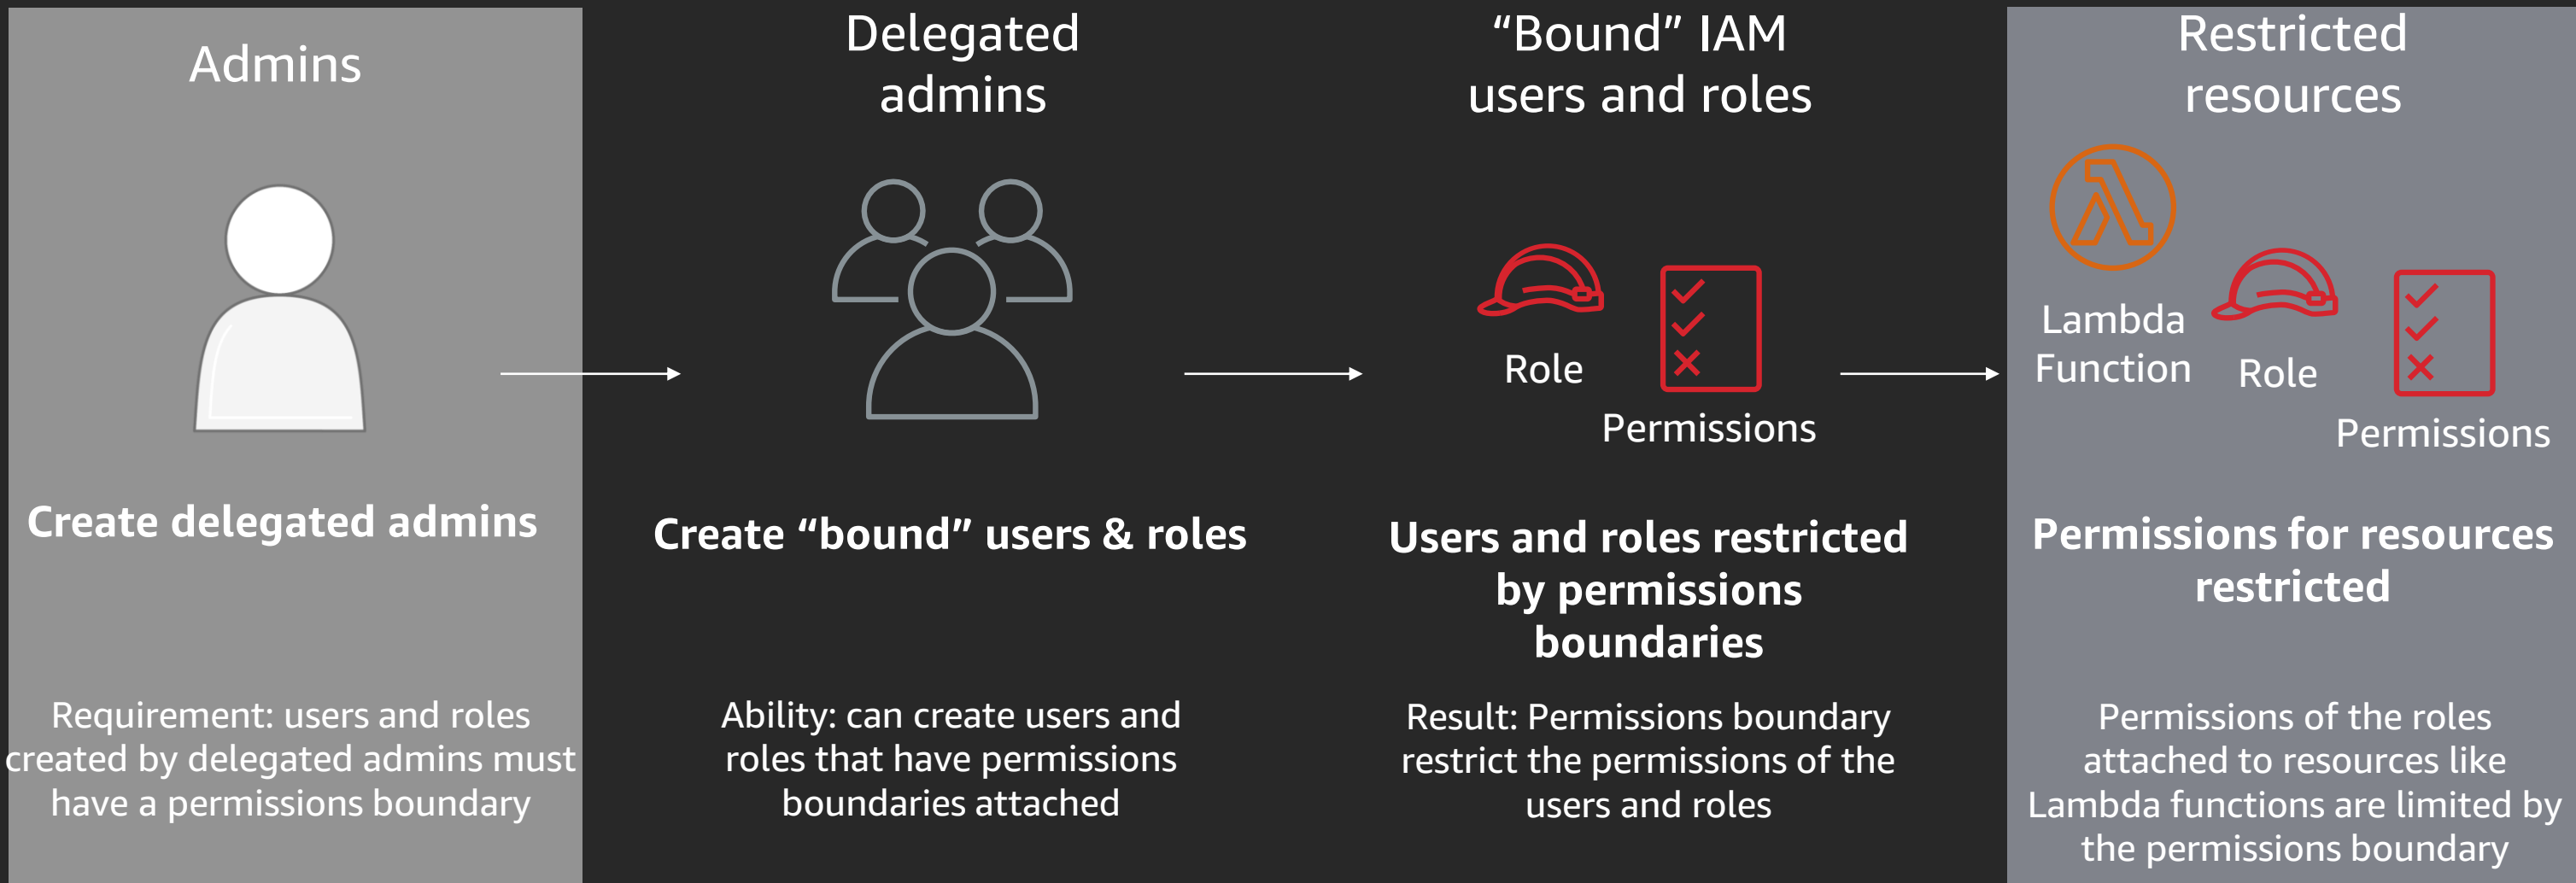 Admins
Create delegated admins
Requirement: users and roles
created by delegated admins must
have a permissions boundary
Delegated
admins
Create “bound” users & roles
Ability: can create users and
roles that have permissions
boundaries attached
“Bound” IAM
users and roles
Role
Permissions
Users and roles restricted
by permissions
boundaries
Result: Permissions boundary
restrict the permissions of the
users and roles
Restricted
resources
Lambda
Function
Role
Permissions
Permissions for resources
restricted
Permissions of the roles
attached to resources like
Lambda functions are limited by
the permissions boundary